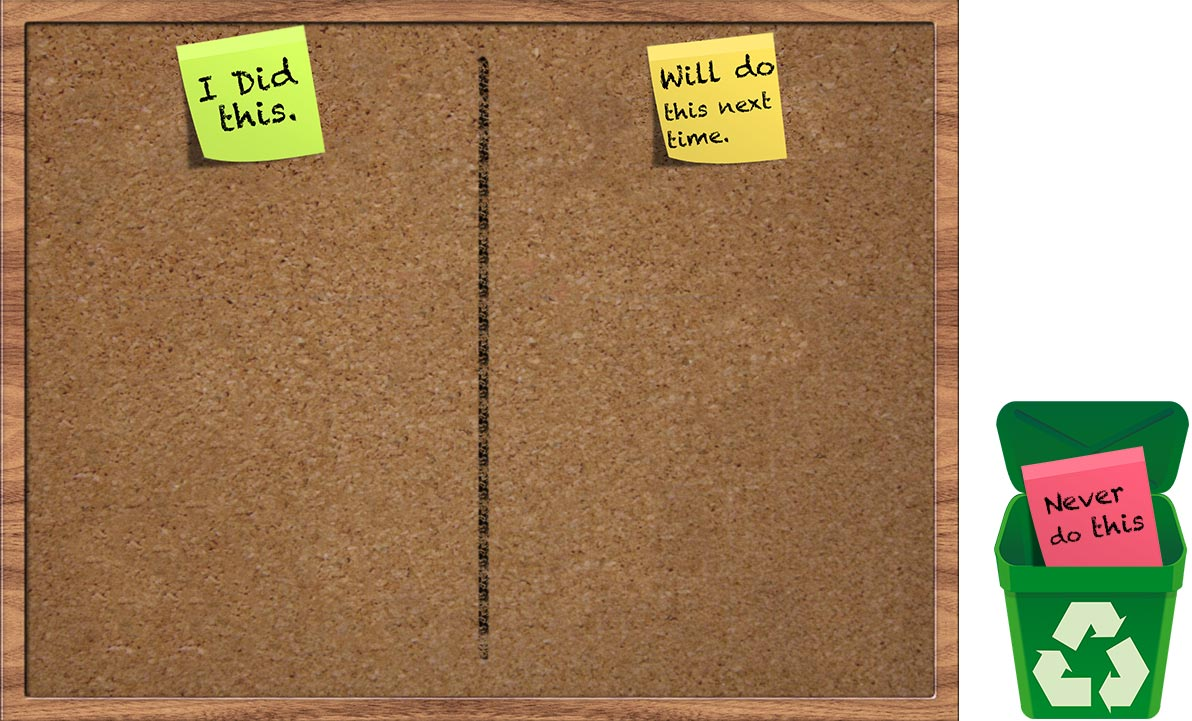 I Did
this.
Will do
this next
time.
Never
do this